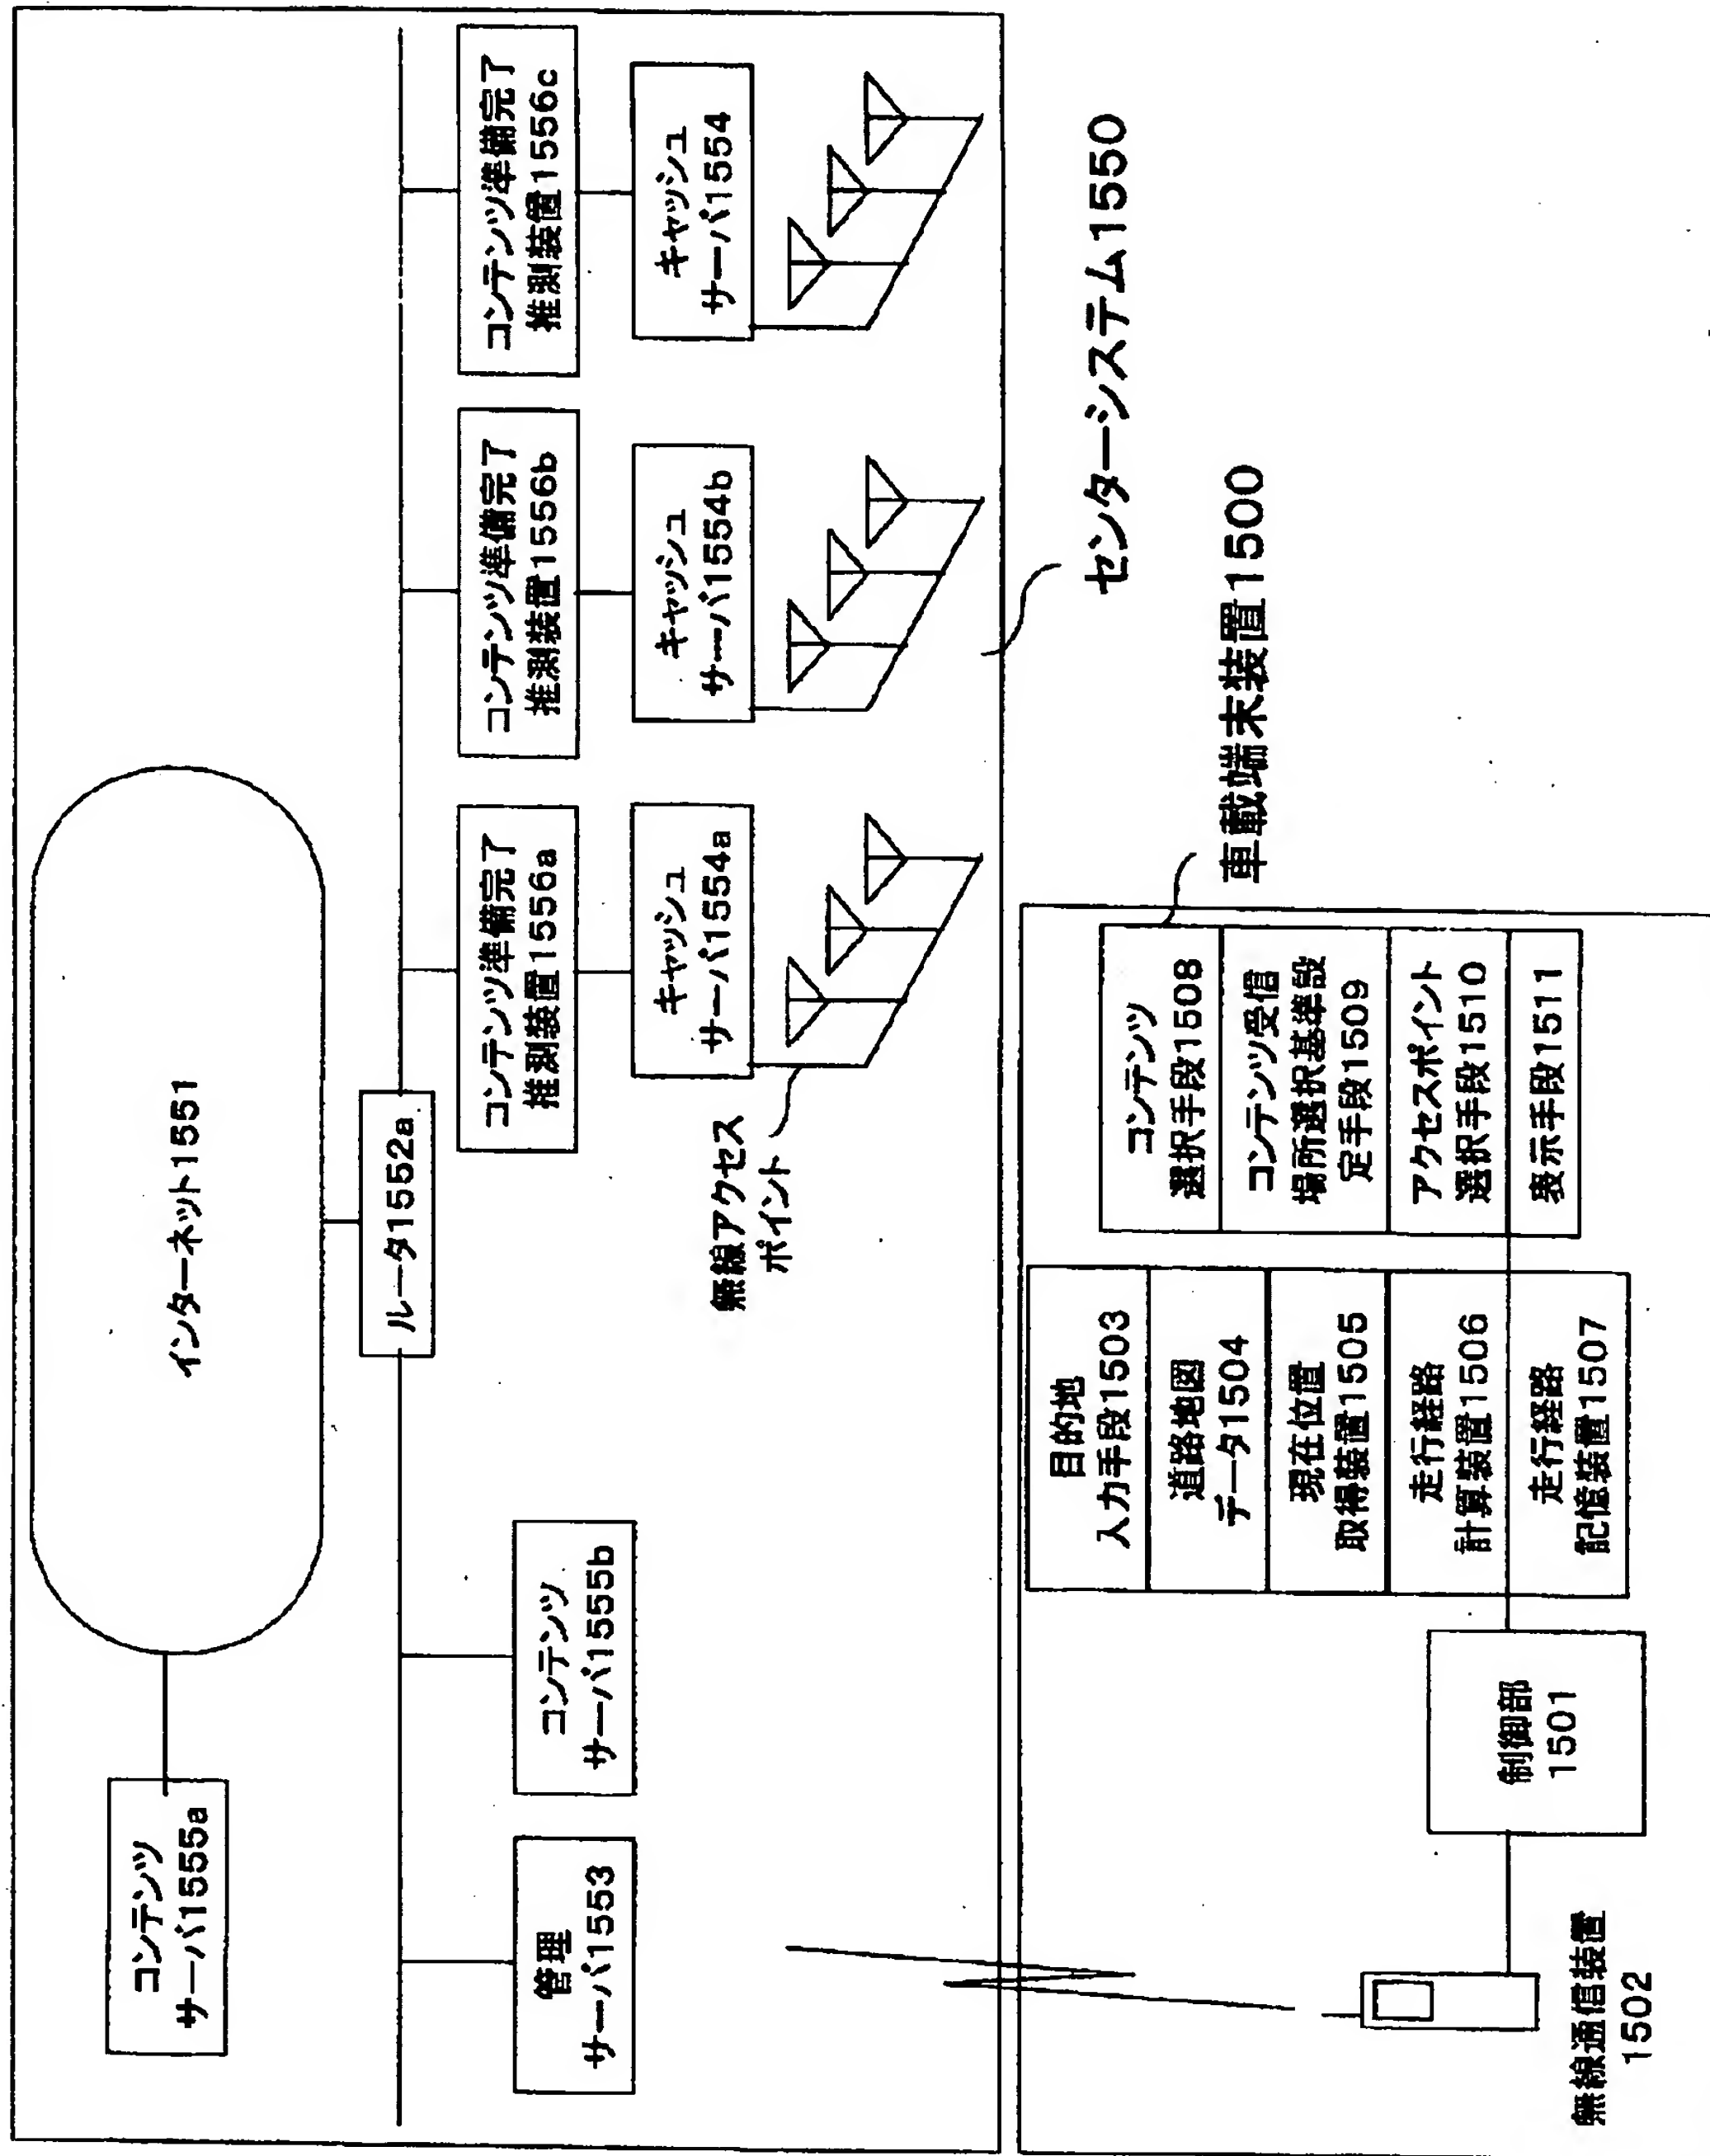 コンテンツ
サーバ1555a
インターネット1551
ルータ1552a
管理
サーバ1553
コンテンツ
サーバ1555b
コンテンツ準備完了
推測装置1556a
コンテンツ準備完了
推測装置1556b
コンテンツ準備完了
推測装置1556c
キャッシュ
サーバ1554a
キャッシュ
サーバ1554b
キャッシュ
サーバ1554
無線アクセス
ポイント
センターシステム1550
車載端末装置1500
無線通信装置
1502
制御部
1501
目的地
入力手段1503
道路地図
データ1504
現在位置
取得装置1505
走行経路
計算装置1506
走行経路
記憶装置1507
コンテンツ
選択手段1508
コンテンツ受信
場所選択基準設
定手段1509
アクセスポイント
選択手段1510
表示手段1511